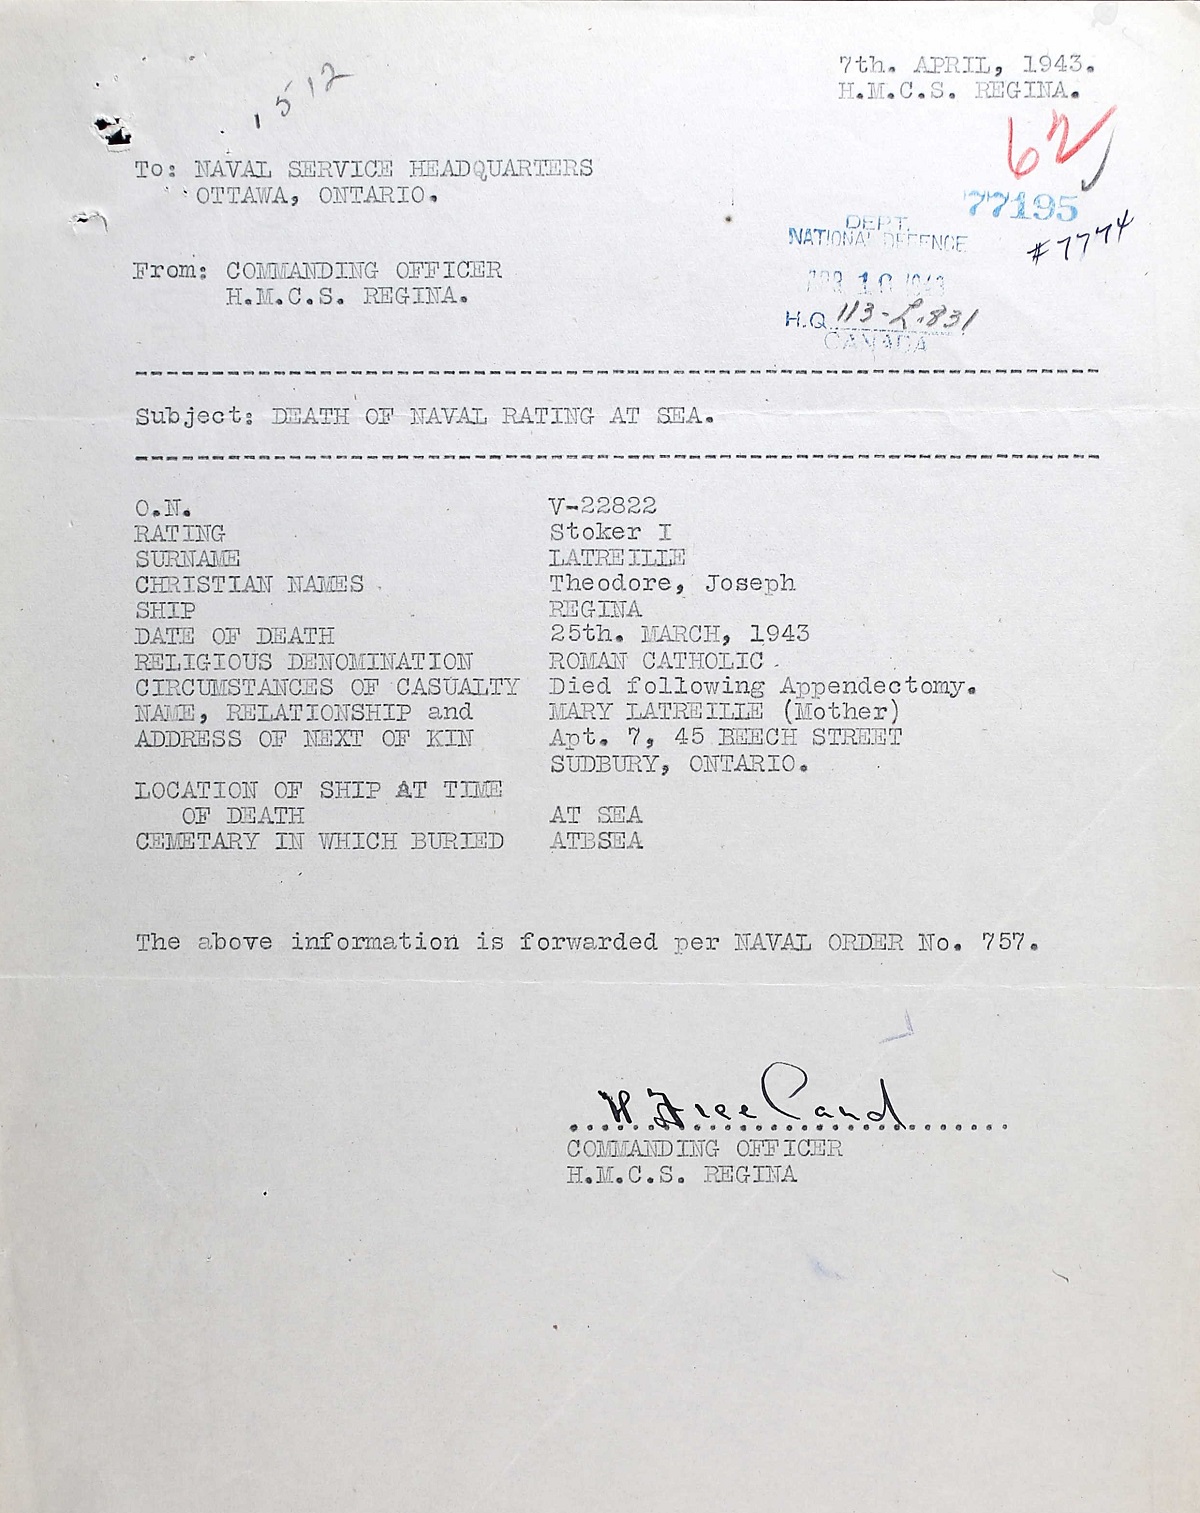 1512
7th. APRIL, 1943.
H.M.C.S. REGINA.
62
To: NAVAL SERVICE HEADQUARTERS
OTTAWA, ONTARIO.
77195
DEPT.
NATIONAL DEFENCE
#7774
From: COMMANDING OFFICER
H.M.C.S. REGINA.
APR 10 1943
H.Q. 113-L.831
CANADA
Subject: DEATH OF NAVAL RATING AT SEA.
O.N. V-22822
RATING Stoker I
SURNAME LATREILLE
CHRISTIAN NAMES Theodore, Joseph
SHIP REGINA
DATE OF DEATH 25th. MARCH, 1943
RELIGIOUS DENOMINATION ROMAN CATHOLIC
CIRCUMSTANCES OF CASUALTY Died following Appendectomy.
NAME, RELATIONSHIP and MARY LATREILLE (Mother)
ADDRESS OF NEXT OF KIN Apt. 7, 45 BEECH STREET
SUDBURY, ONTARIO.
LOCATION OF SHIP AT TIME
OF DEATH AT SEA
CEMETARY IN WHICH BURIED ATBSEA
The above information is forwarded per NAVAL ORDER No. 757.
H Freeland
COMMANDING OFFICER
H.M.C.S. REGINA